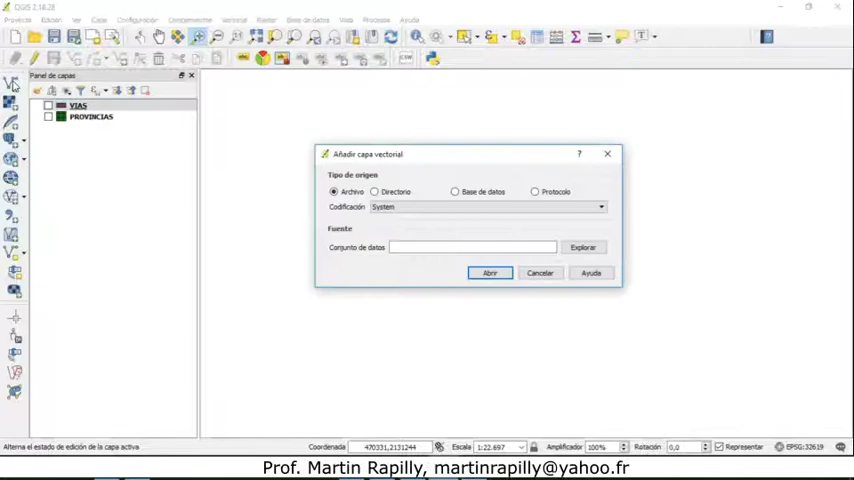 QGIS 2.18.28
Proyecto Edición Ver Capa Configuración Complementos Vectorial Ráster Base de datos Vista Proceses Ayuda
CSW
Panel de capas
VIAS
PROVINCIAS
Añadir capa vectorial
?
Tipo de origen
Archivo Directorio Base de datos Protocolo
Codificación System
Fuente
Conjunto de datos Explorar
Abrir Cancelar Ayuda
Alterna el estado de edición de la capa activa Coordenada 470331,2131244 Escala 1:22.697 Amplificador 100% Rotación 0,0 Representar EPSG:32619
Prof. Martin Rapilly, martinrapilly@yahoo.fr